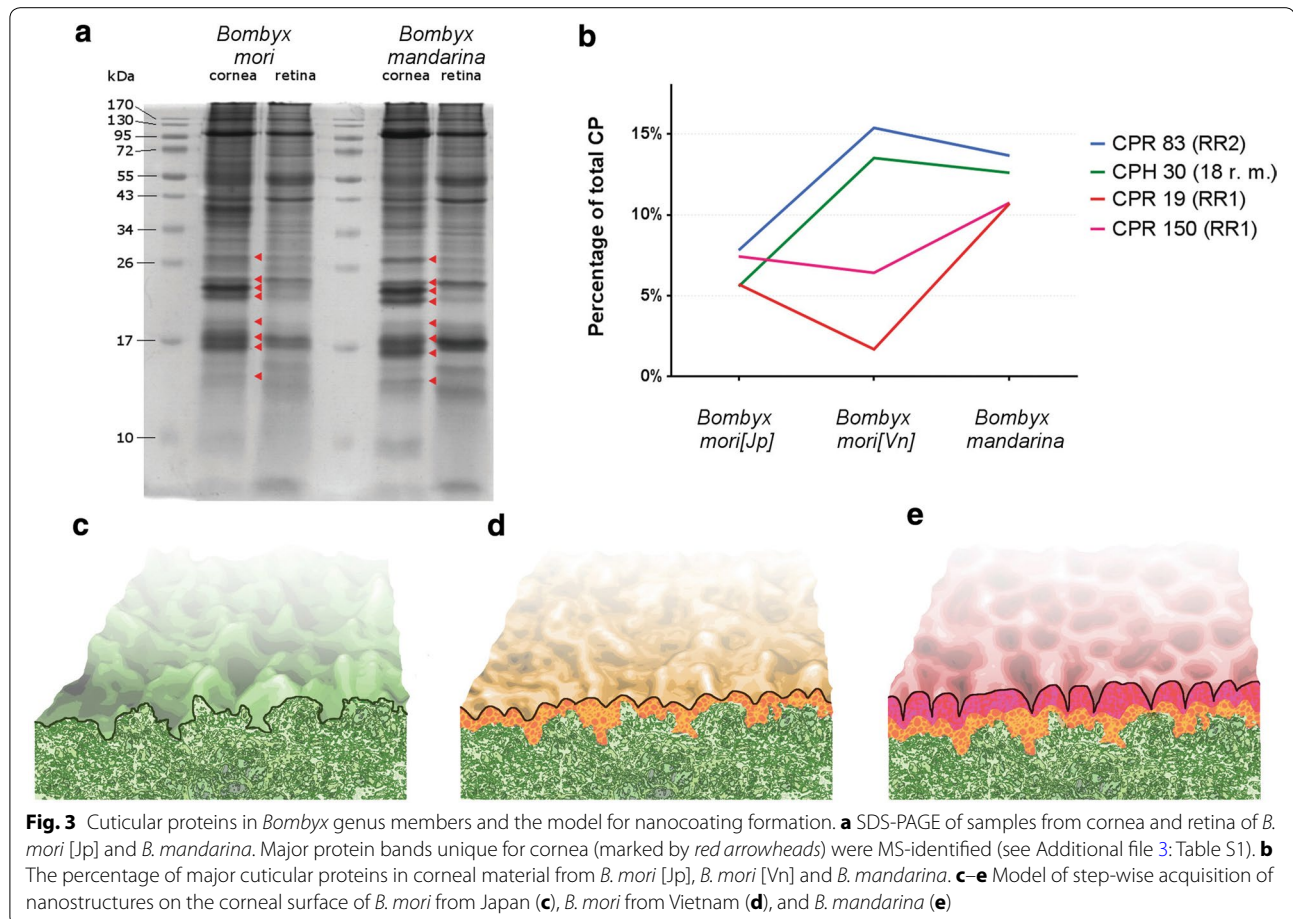 a
Bombyx
mori
Bombyx
mandarina
cornea retina
cornea retina
kDa
170
130
95
72
55
43
34
26
17
10
b
Percentage of total CP
15%
10%
5%
0%
CPR 83 (RR2)
CPH 30 (18 r. m.)
CPR 19 (RR1)
CPR 150 (RR1)
Bombyx
mori[Jp]
Bombyx
mori[Vn]
Bombyx
mandarina
c
d
e
Fig. 3 Cuticular proteins in Bombyx genus members and the model for nanocoating formation. a SDS-PAGE of samples from cornea and retina of B.
mori [Jp] and B. mandarina. Major protein bands unique for cornea (marked by red arrowheads) were MS-identified (see Additional file 3: Table S1). b
The percentage of major cuticular proteins in corneal material from B. mori [Jp], B. mori [Vn] and B. mandarina. c–e Model of step-wise acquisition of
nanostructures on the corneal surface of B. mori from Japan (c), B. mori from Vietnam (d), and B. mandarina (e)